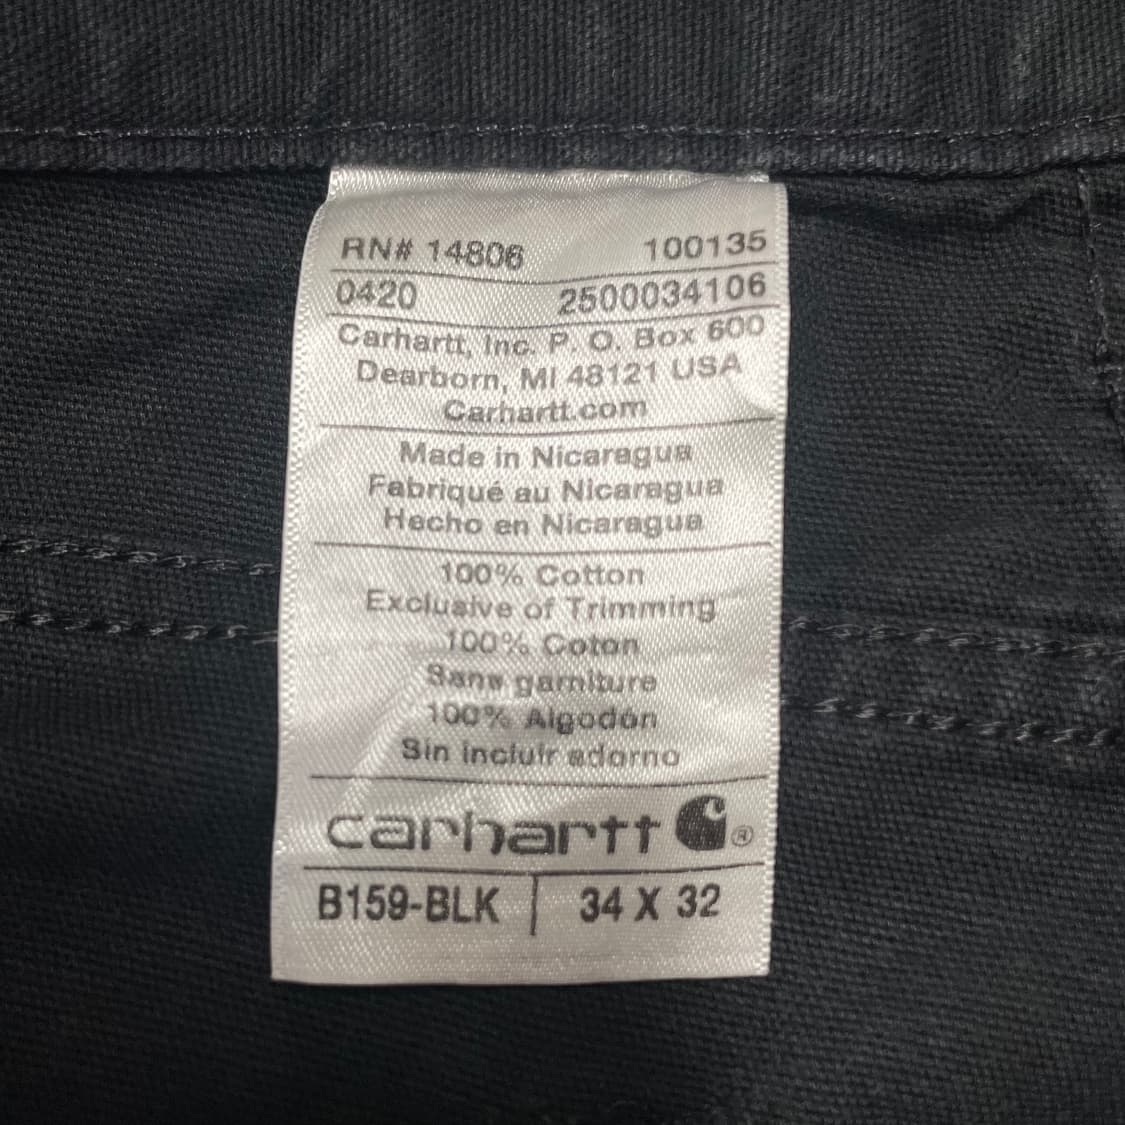 RN# 14806 100135
0420 2500034106
Carhartt, Inc. P. O. Box 600
Dearborn, MI 48121 USA
Carhartt.com
Made in Nicaragua
Fabriqué au Nicaragua
Hecho en Nicaragua
100% Cotton
Exclusive of Trimming
100% Coton
Sans garniture
100% Algodón
Sin incluir adorno
carhartt ®
B159-BLK 34 X 32